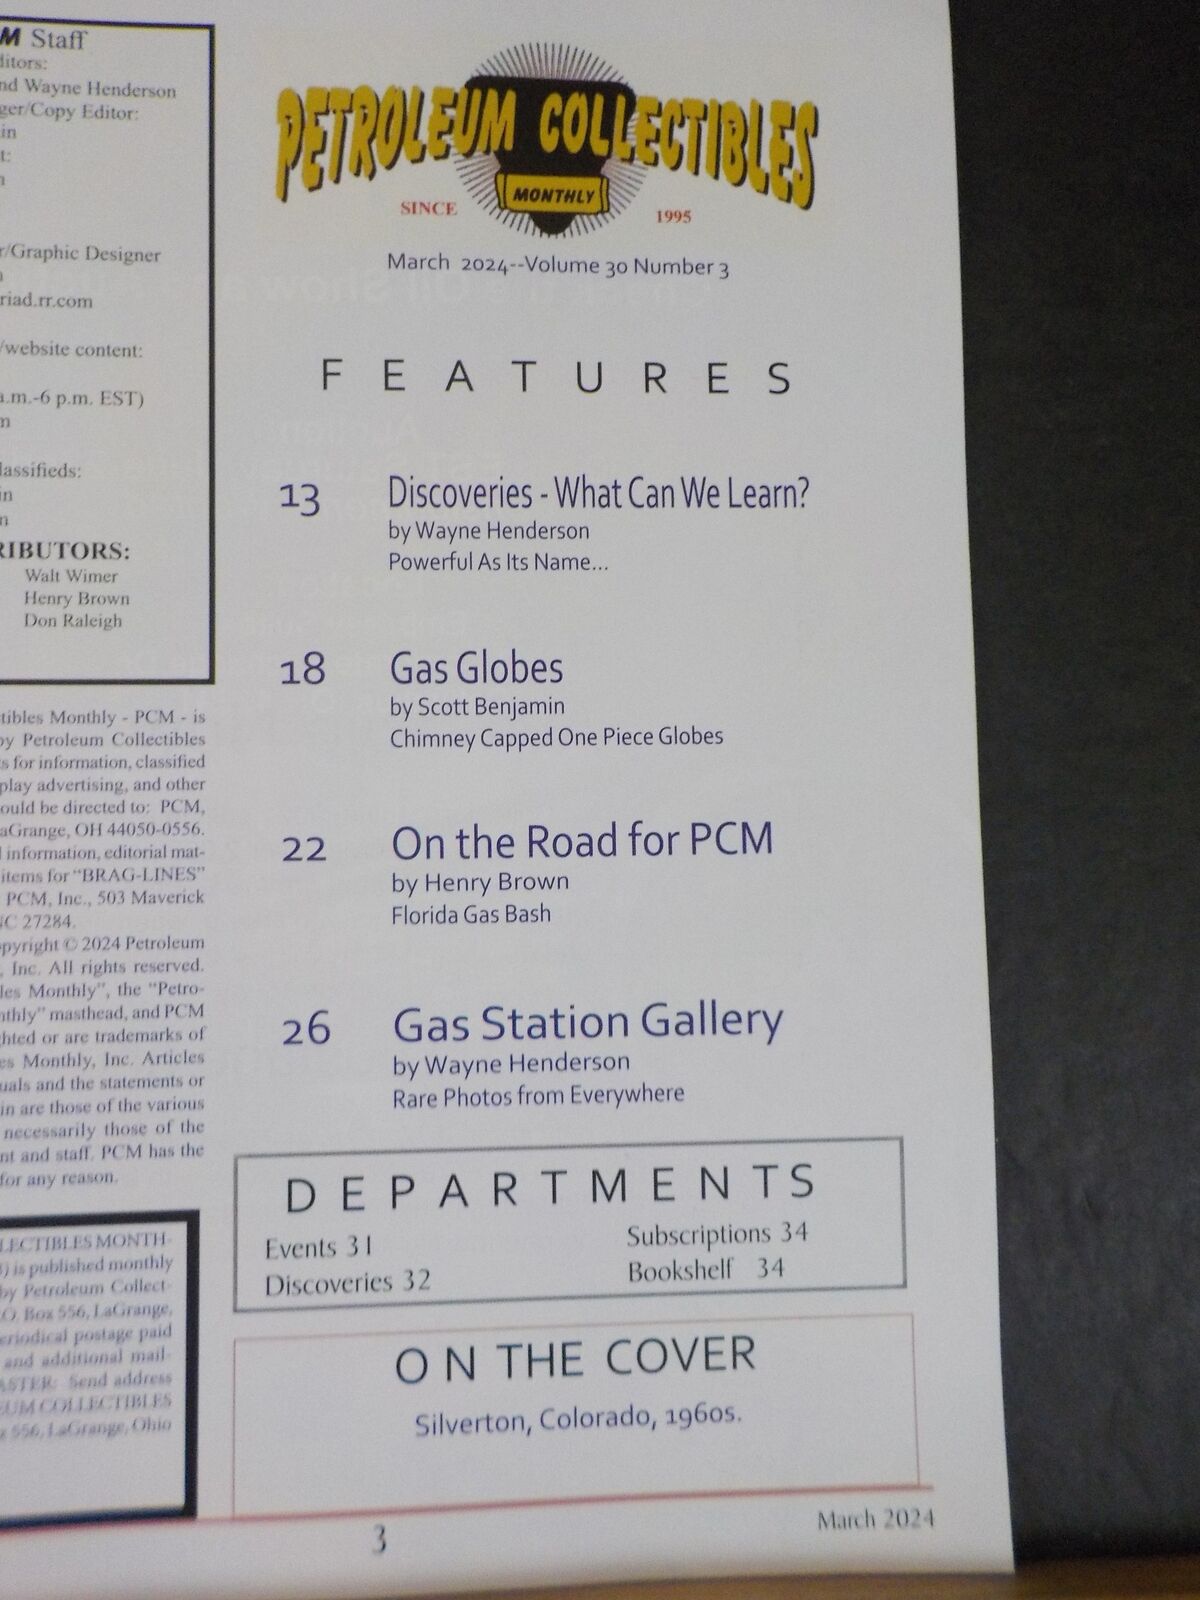 M Staff
ditors:
nd Wayne Henderson
ger/Copy Editor:
in
t:
r/Graphic Designer
riad.rr.com
/website content:
a.m.-6 p.m. EST)
m
lassifieds:
in
n
RIBUTORS:
Walt Wimer
Henry Brown
Don Raleigh
tibles Monthly - PCM - is
by Petroleum Collectibles
s for information, classified
play advertising, and other
ould be directed to: PCM,
aGrange, OH 44050-0556.
l information, editorial mat-
items for "BRAG-LINES"
PCM, Inc., 503 Maverick
NC 27284.
opyright © 2024 Petroleum
, Inc. All rights reserved.
les Monthly", the "Petro-
nthly" masthead, and PCM
ghted or are trademarks of
es Monthly, Inc. Articles
uals and the statements or
in are those of the various
necessarily those of the
nt and staff. PCM has the
for any reason.
LECTIBLES MONTH-
) is published monthly
by Petroleum Collect-
O. Box 556, LaGrange,
eriodical postage paid
and additional mail-
ASTER: Send address
EUM COLLECTIBLES
x 556, LaGrange, Ohio
PETROLEUM COLLECTIBLES
MONTHLY
SINCE 1995
March 2024--Volume 30 Number 3
FEATURES
13 Discoveries - What Can We Learn?
by Wayne Henderson
Powerful As Its Name...
18 Gas Globes
by Scott Benjamin
Chimney Capped One Piece Globes
22 On the Road for PCM
by Henry Brown
Florida Gas Bash
26 Gas Station Gallery
by Wayne Henderson
Rare Photos from Everywhere
DEPARTMENTS
Events 31 Subscriptions 34
Discoveries 32 Bookshelf 34
ON THE COVER
Silverton, Colorado, 1960s.
3 March 2024